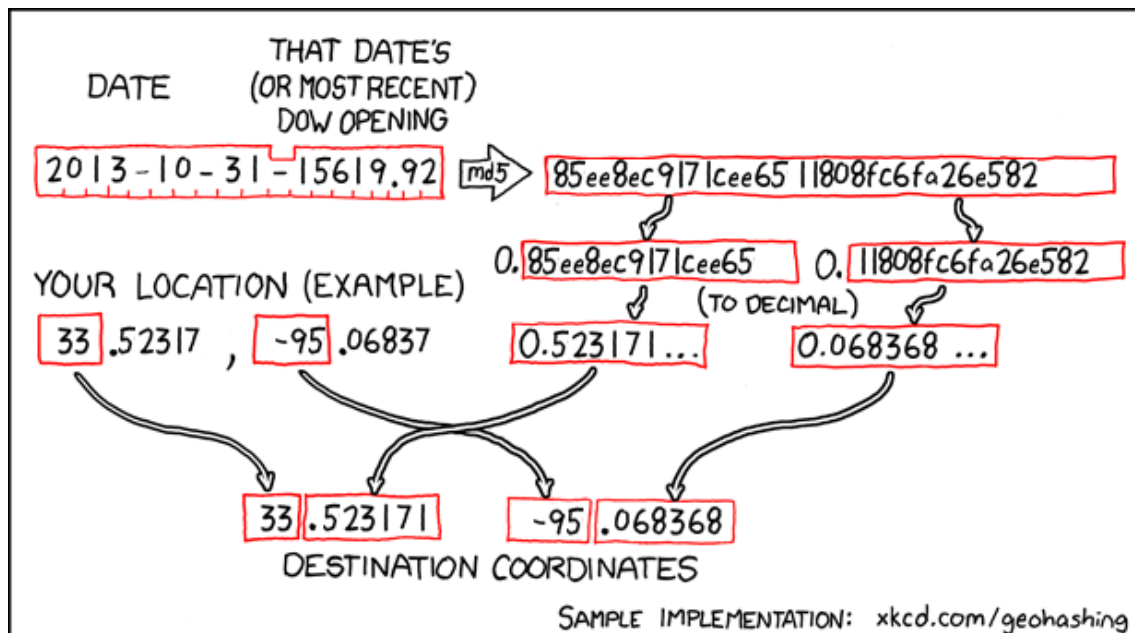 DATE
THAT DATE'S
(OR MOST RECENT)
DOW OPENING
2013-10-31-15619.92
md5
85ee8ec9171cee6511808fc6fa26e582
0.85ee8ec9171cee65
0.11808fc6fa26e582
YOUR LOCATION (EXAMPLE)
(TO DECIMAL)
33.52317, -95.06837
0.523171...
0.068368 ...
33.523171
-95.068368
DESTINATION COORDINATES
SAMPLE IMPLEMENTATION: xkcd.com/geohashing